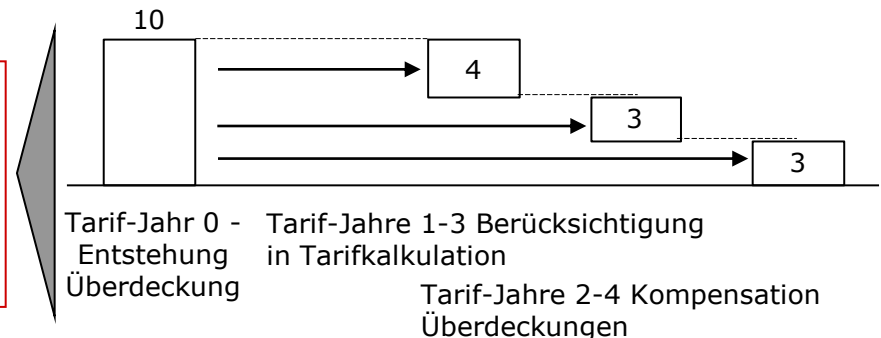 10
4
3
3
Tarif-Jahr 0 -
Entstehung
Überdeckung
Tarif-Jahre 1-3 Berücksichtigung
in Tarifkalkulation
Tarif-Jahre 2-4 Kompensation
Überdeckungen